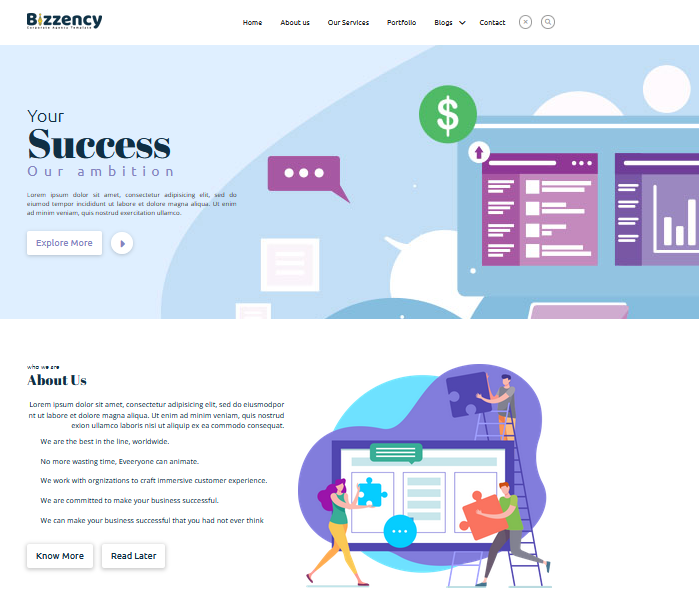 Bizzency
Corporate Agency Template
Home About us Our Services Portfolio Blogs Contact
Your
Success
Our ambition
Lorem ipsum dolor sit amet, consectetur adipisicing elit, sed do
eiusmod tempor incididunt ut labore et dolore magna aliqua. Ut enim
ad minim veniam, quis nostrud exercitation ullamco.
Explore More
$
who we are
About Us
Lorem ipsum dolor sit amet, consectetur adipisicing elit, sed do eiusmodpor
nt ut labore et dolore magna aliqua. Ut enim ad minim veniam, quis nostrud
exion ullamco laboris nisi ut aliquip ex ea commodo consequat.
We are the best in the line, worldwide.
No more wasting time, Eveeryone can animate.
We work with orgnizations to craft immersive customer experience.
We are committed to make your business successful.
We can make your business successful that you had not ever think
Know More Read Later